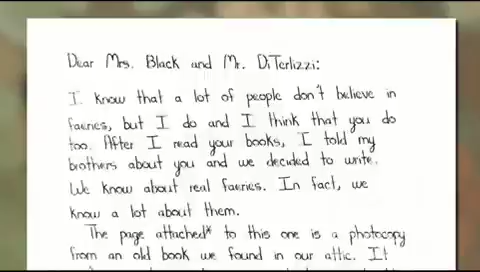 Dear Mrs. Black and Mr. DiTerlizzi:
I know that a lot of people don't believe in
faeries, but I do and I think that you do
too. After I read your books, I told my
brothers about you and we decided to write.
We know about real faeries. In fact, we
know a lot about them.
The page attached* to this one is a photocopy
from an old book we found in our attic. It